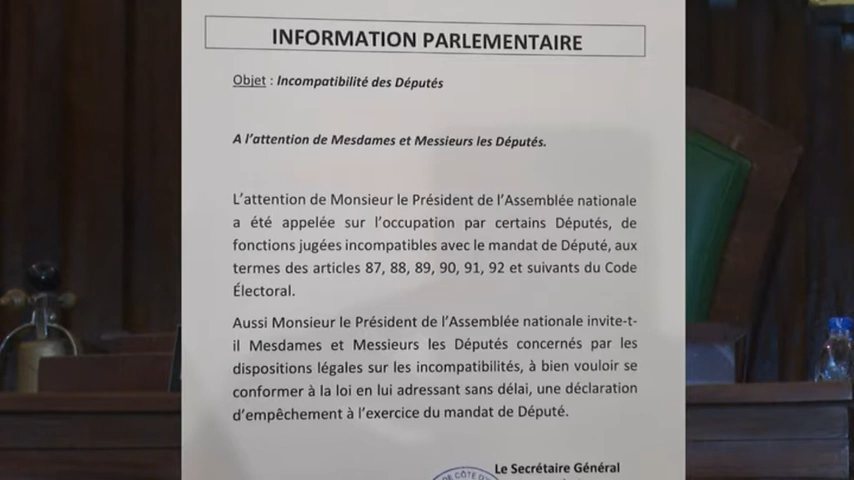 INFORMATION PARLEMENTAIRE
Objet : Incompatibilité des Députés
A l'attention de Mesdames et Messieurs les Députés.
L'attention de Monsieur le Président de l'Assemblée nationale
a été appelée sur l'occupation par certains Députés, de
fonctions jugées incompatibles avec le mandat de Député, aux
termes des articles 87, 88, 89, 90, 91, 92 et suivants du Code
Électoral.
Aussi Monsieur le Président de l'Assemblée nationale invite-t-
il Mesdames et Messieurs les Députés concernés par les
dispositions légales sur les incompatibilités, à bien vouloir se
conformer à la loi en lui adressant sans délai, une déclaration
d'empêchement à l'exercice du mandat de Député.
Le Secrétaire Général
DE CÔTE D'